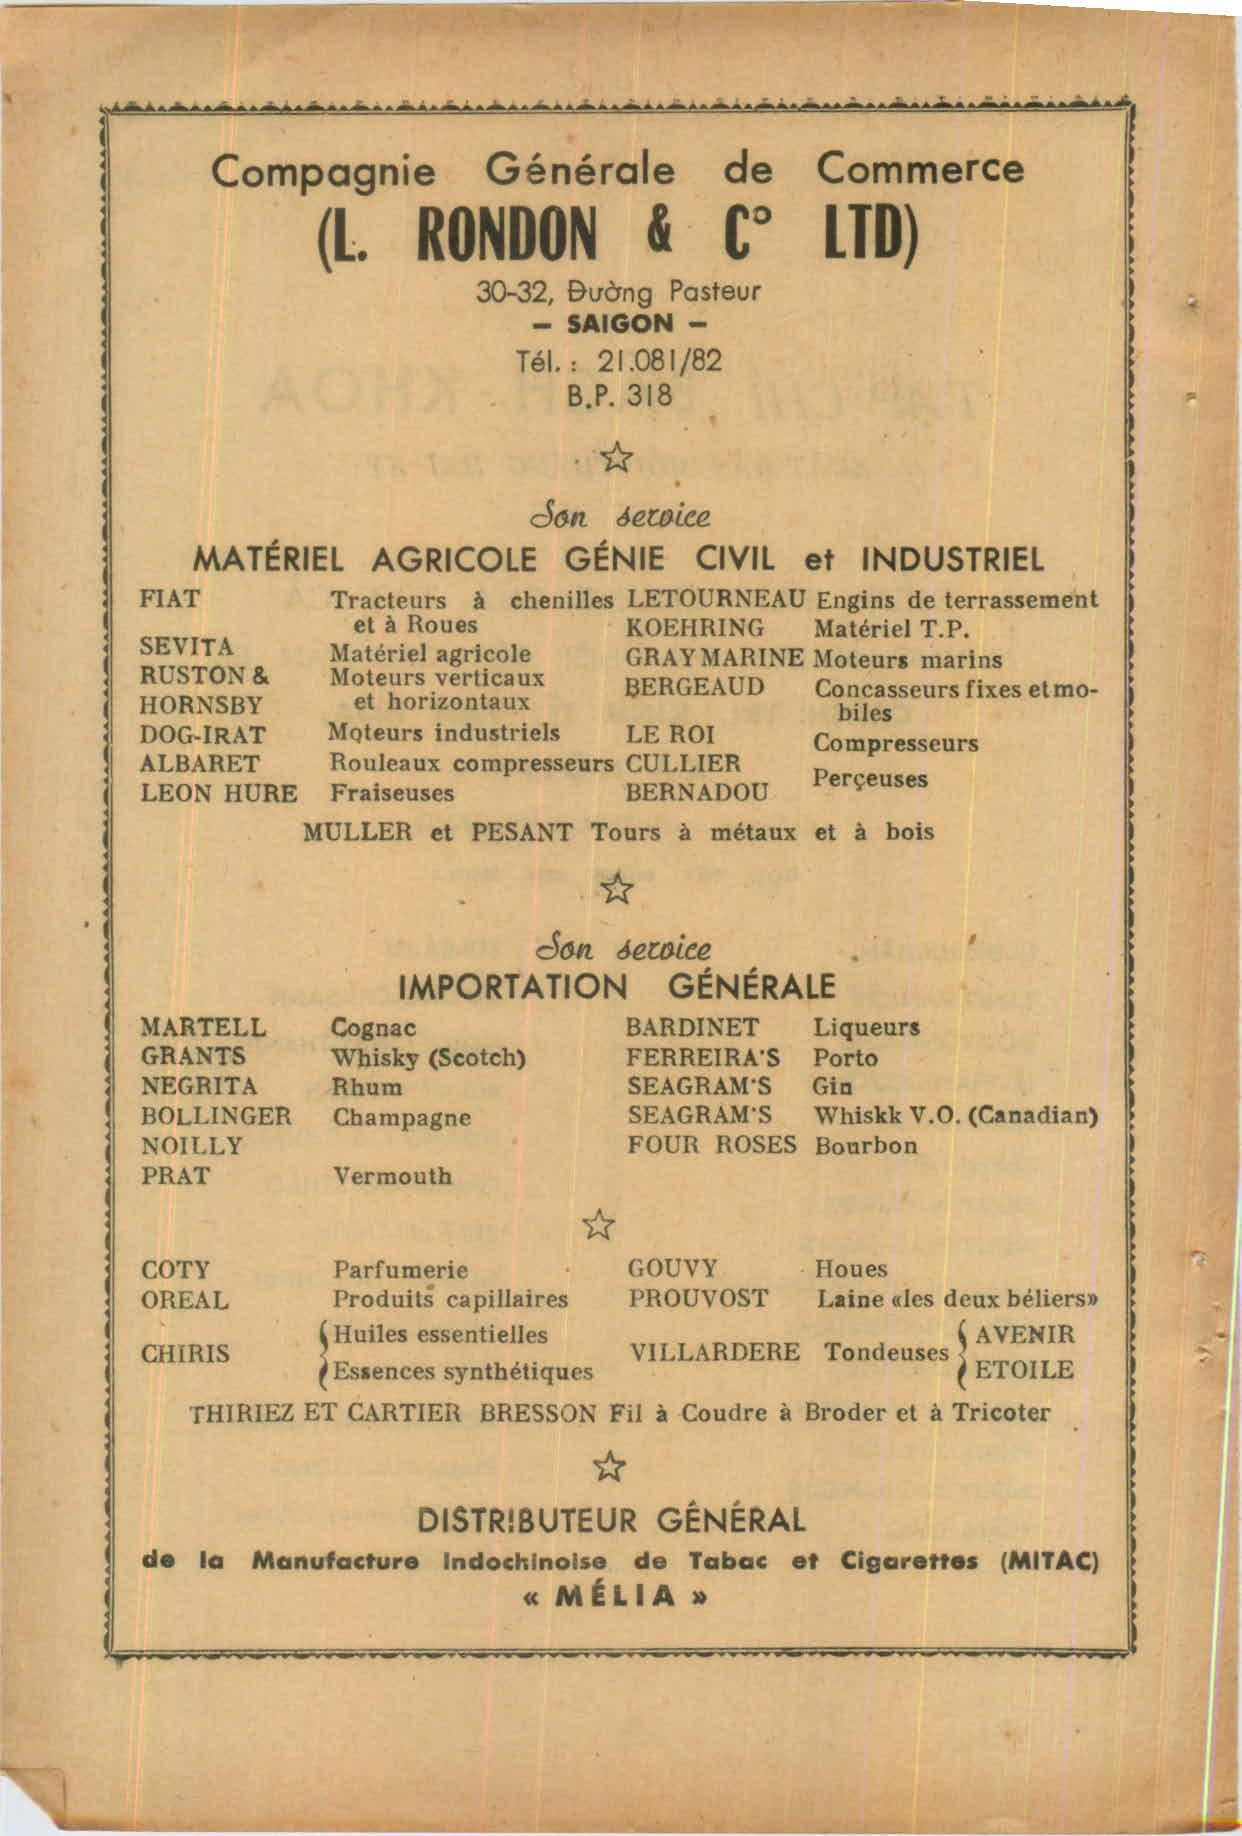 Compagnie Générale de Commerce
(L. RONDON & Cº LTD)
30-32, Đường Pasteur
– SAIGON –
Tél. : 21.081/82
B.P. 318
Son service
MATÉRIEL AGRICOLE GÉNIE CIVIL et INDUSTRIEL
FIAT Tracteurs à chenilles LETOURNEAU Engins de terrassement
et à Roues KOEHRING Matériel T.P.
SEVITA Matériel agricole GRAY MARINE Moteurs marins
RUSTON & Moteurs verticaux BERGEAUD Concasseurs fixes et mo-
HORNSBY et horizontaux biles
DOG-IRAT Moteurs industriels LE ROI Compresseurs
ALBARET Rouleaux compresseurs CULLIER Perçeuses
LEON HURE Fraiseuses BERNADOU
MULLER et PESANT Tours à métaux et à bois
Son service
IMPORTATION GÉNÉRALE
MARTELL Cognac BARDINET Liqueurs
GRANTS Whisky (Scotch) FERREIRA'S Porto
NEGRITA Rhum SEAGRAM'S Gin
BOLLINGER Champagne SEAGRAM'S Whiskk V.O. (Canadian)
NOILLY FOUR ROSES Bourbon
PRAT Vermouth
COTY Parfumerie GOUVY Houes
OREAL Produits capillaires PROUVOST Laine «les deux béliers»
CHIRIS Huiles essentielles VILLARDERE Tondeuses AVENIR
Essences synthétiques ETOILE
THIRIEZ ET CARTIER BRESSON Fil à Coudre à Broder et à Tricoter
DISTRIBUTEUR GÉNÉRAL
de la Manufacture Indochinoise de Tabac et Cigarettes (MITAC)
« MÉLIA »